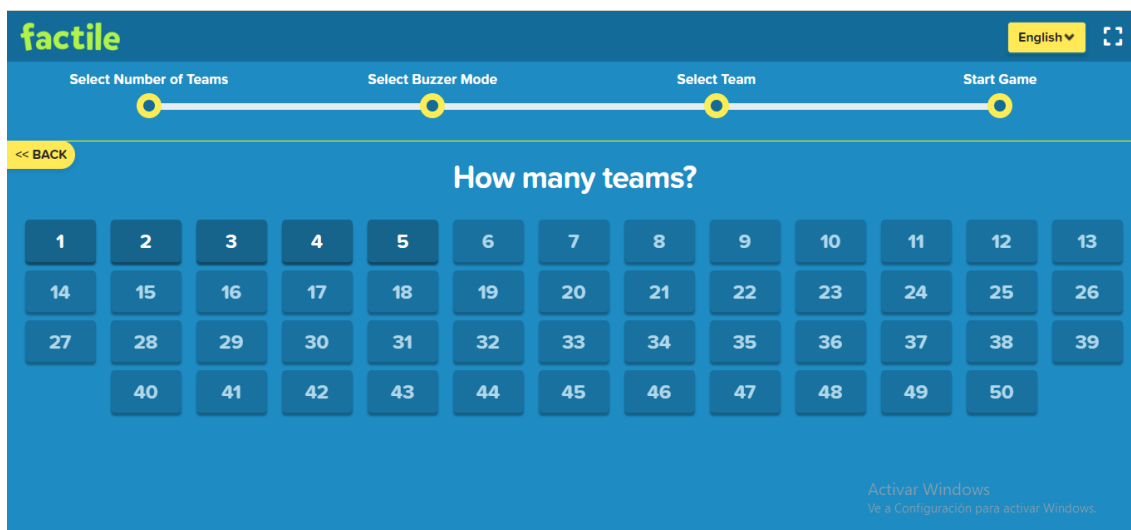 factile
English
Select Number of Teams Select Buzzer Mode Select Team Start Game
<< BACK
How many teams?
1 2 3 4 5 6 7 8 9 10 11 12 13
14 15 16 17 18 19 20 21 22 23 24 25 26
27 28 29 30 31 32 33 34 35 36 37 38 39
40 41 42 43 44 45 46 47 48 49 50
Activar Windows
Ve a Configuración para activar Windows.